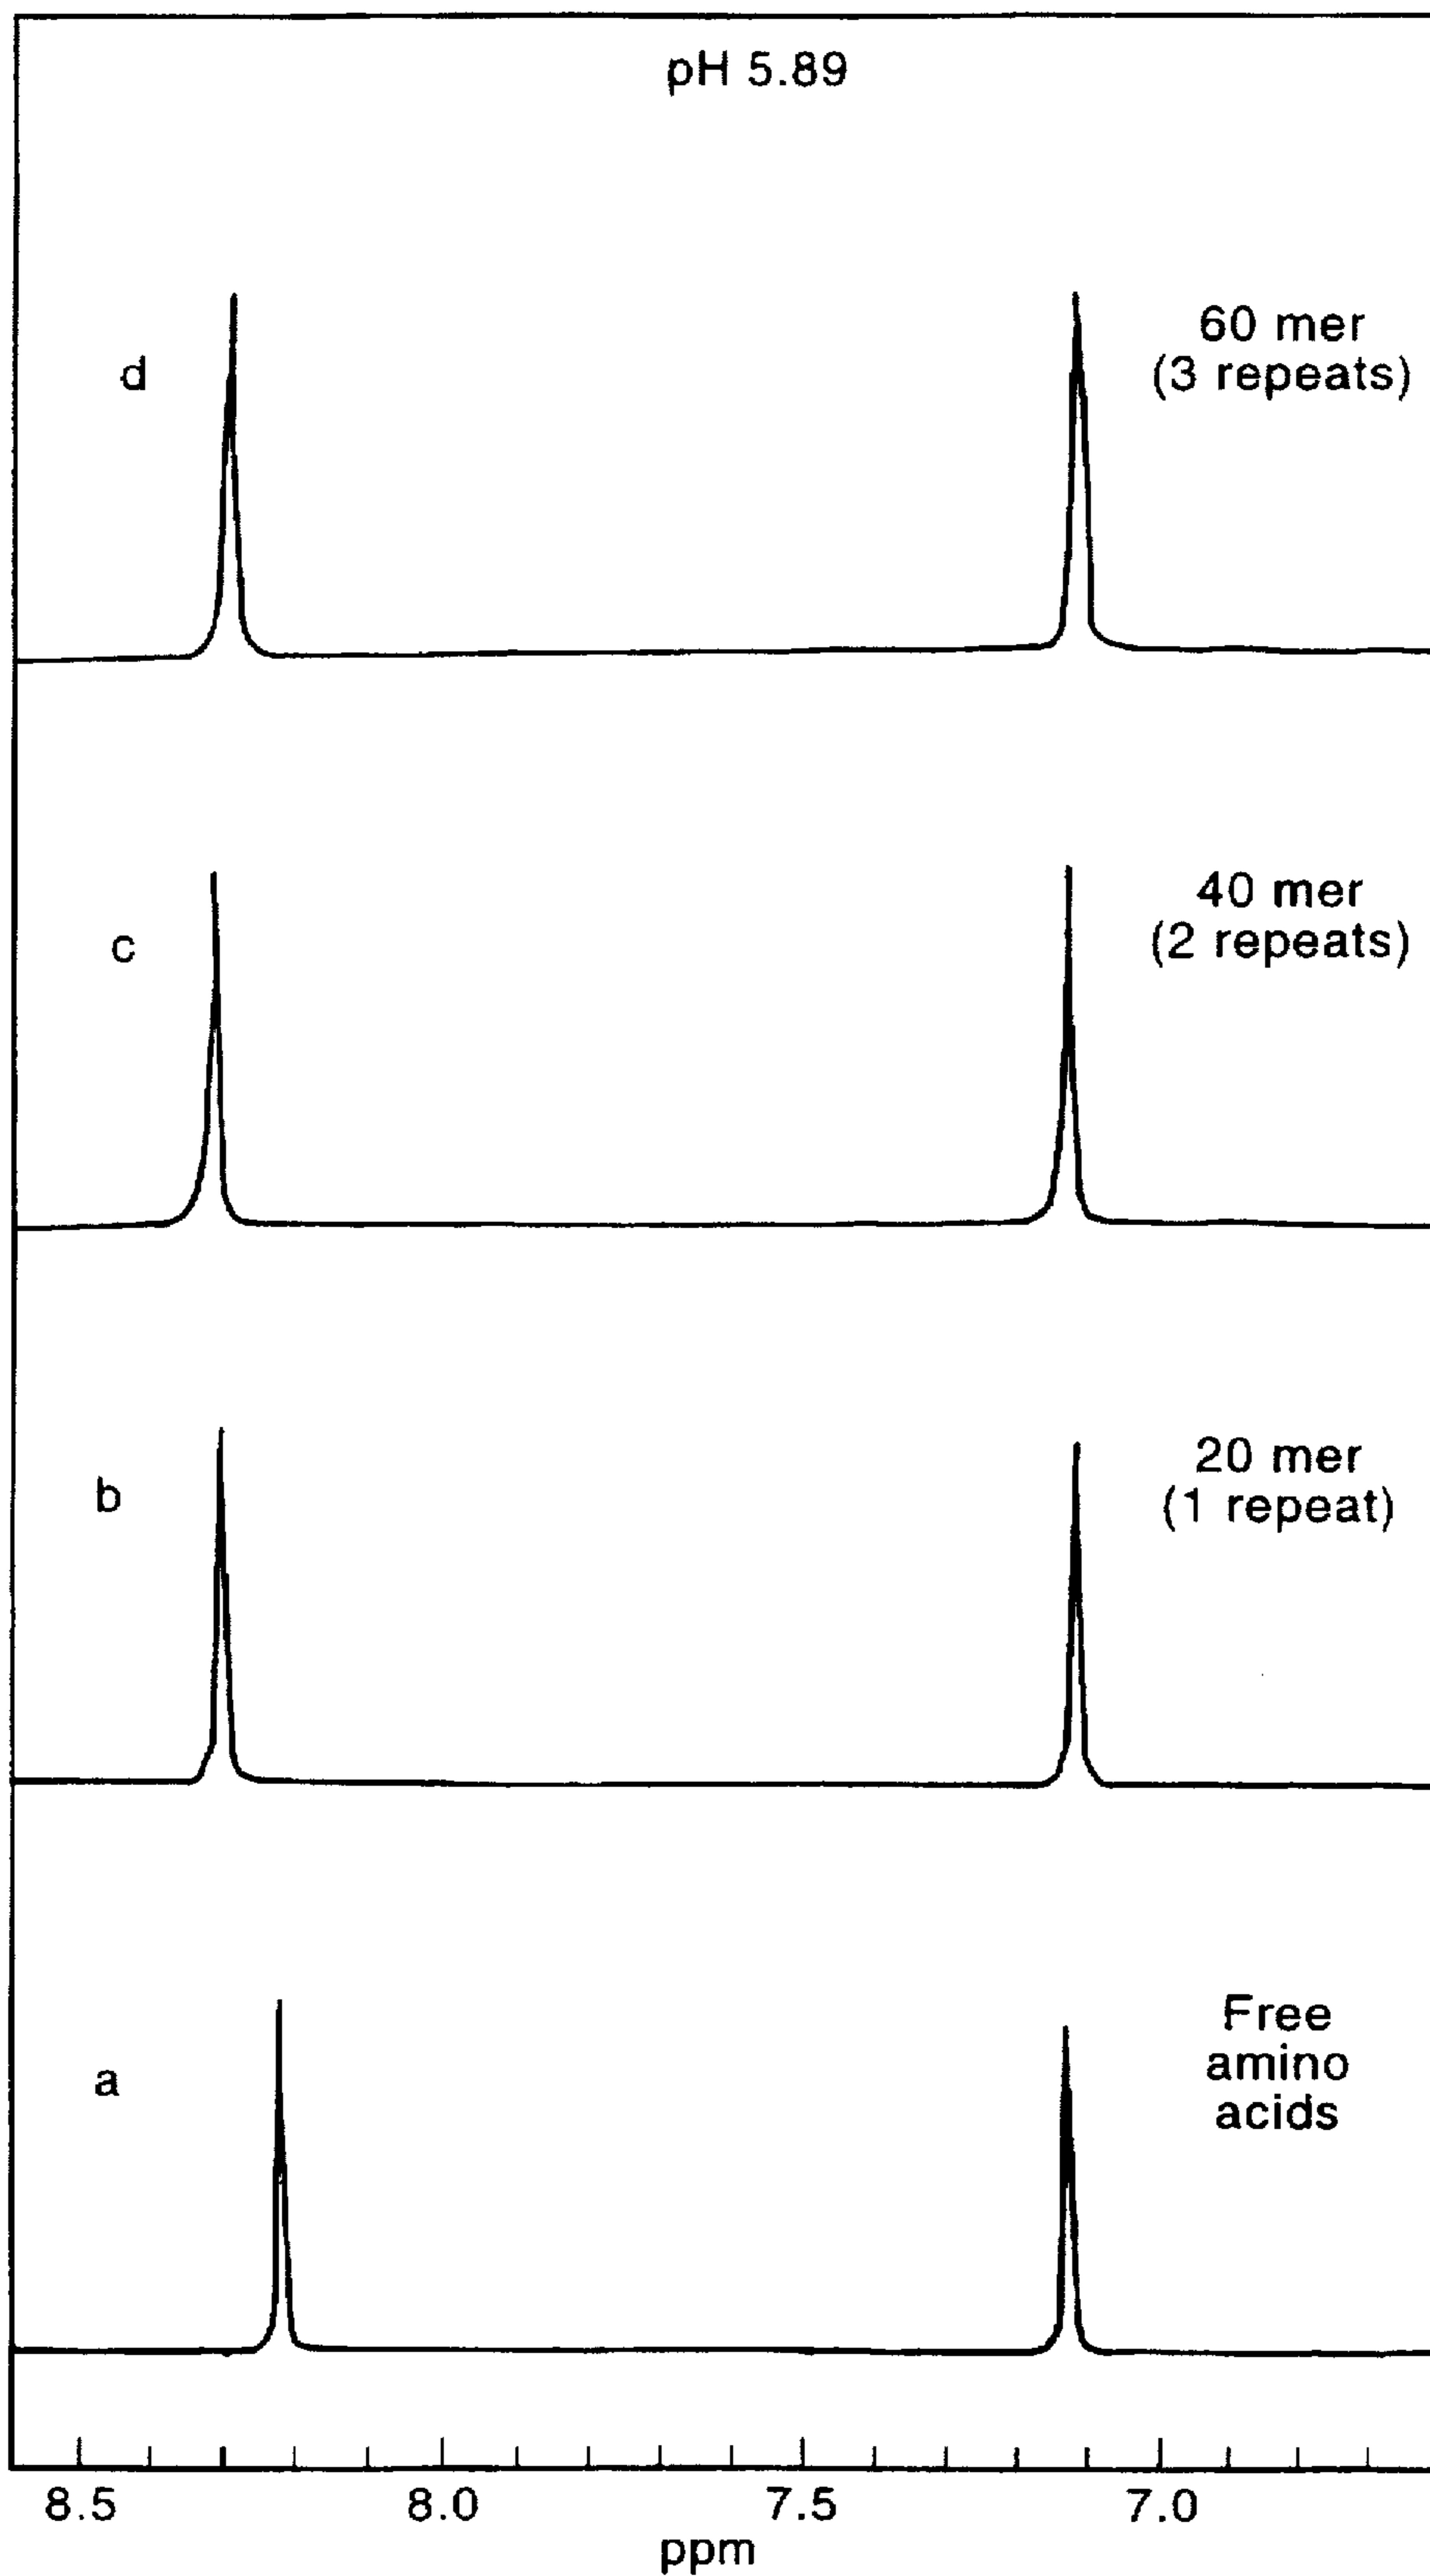 pH 5.89
d
60 mer
(3 repeats)
c
40 mer
(2 repeats)
b
20 mer
(1 repeat)
a
Free
amino
acids
8.5 8.0 7.5 7.0
ppm